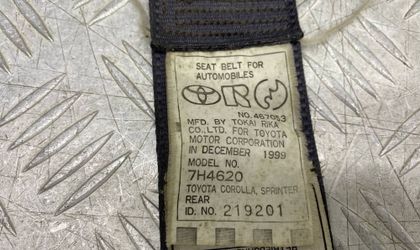 SEAT BELT FOR
AUTOMOBILES
NO. 467053
MFD. BY TOKAI RIKA
CO., LTD. FOR TOYOTA
MOTOR CORPORATION
IN DECEMBER 1999
MODEL NO.
7H4620
TOYOTA COROLLA, SPRINTER
REAR
ID. NO. 219201